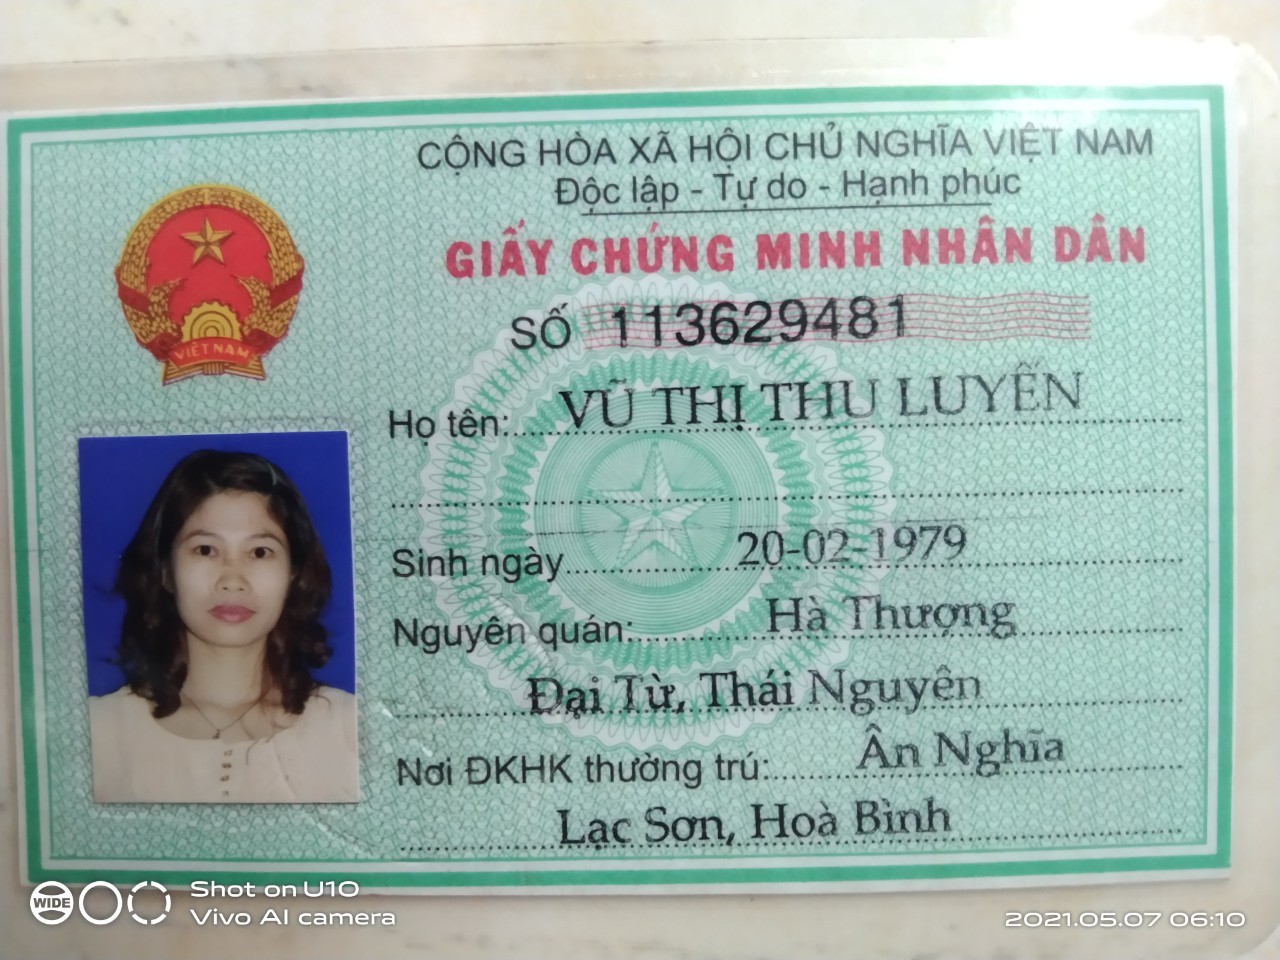 CỘNG HÒA XÃ HỘI CHỦ NGHĨA VIỆT NAM
Độc lập - Tự do - Hạnh phúc
GIẤY CHỨNG MINH NHÂN DÂN
SỐ 113629481
VIỆT NAM
Họ tên: VŨ THỊ THU LUYẾN
Sinh ngày 20-02-1979
Nguyên quán: Hà Thượng
Đại Từ, Thái Nguyên
Nơi ĐKHK thường trú: Ân Nghĩa
Lạc Sơn, Hoà Bình
WIDE
Shot on U10
Vivo AI camera
2021.05.07 06:10